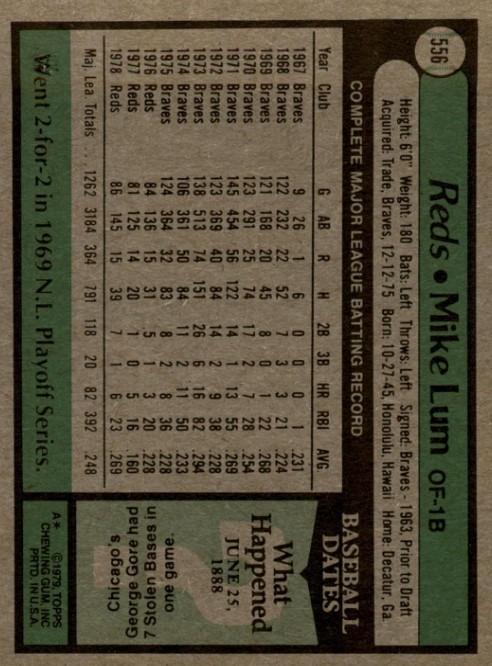 556
Reds • Mike Lum OF-1B
Height: 6'0" Weight: 180 Bats: Left Throws: Left Signed: Braves - 1963, Prior to Draft
Acquired: Trade, Braves, 12-12-75 Born: 10-27-45, Honolulu, Hawaii Home: Decatur, Ga.
COMPLETE MAJOR LEAGUE BATTING RECORD
Year Club G AB R H 2B 3B HR RBI AVG.
1967 Braves 9 26 1 6 0 0 0 1 .231
1968 Braves 122 232 22 52 7 3 3 21 .224
1969 Braves 121 168 20 45 8 0 1 22 .268
1970 Braves 123 291 25 74 17 2 7 28 .254
1971 Braves 145 454 56 122 14 1 13 55 .269
1972 Braves 123 369 40 84 14 2 9 38 .228
1973 Braves 138 513 74 151 26 6 16 82 .294
1974 Braves 106 361 50 84 11 2 11 50 .233
1975 Braves 124 364 32 83 8 2 8 36 .228
1976 Reds 84 136 15 31 5 1 3 20 .228
1977 Reds 81 125 14 20 1 0 5 16 .160
1978 Reds 86 145 15 39 7 1 6 23 .269
Maj. Lea. Totals . . . 1262 3184 364 791 118 20 82 392 .248
BASEBALL
DATES
What
Happened
JUNE 25,
1888
Chicago's
George Gore had
7 Stolen Bases in
one game.
Went 2-for-2 in 1969 N.L. Playoff Series.
A* ©1979 TOPPS
CHEWING GUM, INC
PRTD. IN U.S.A.